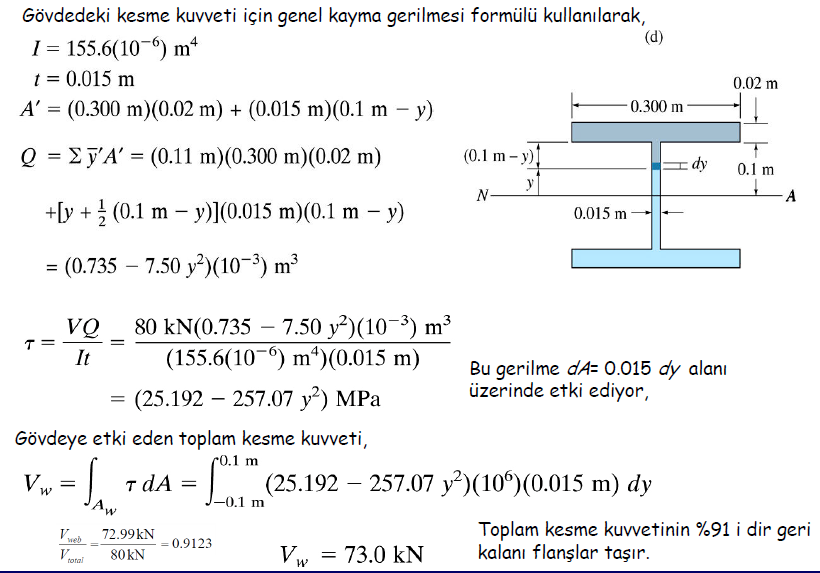 Gövdedeki kesme kuvveti için genel kayma gerilmesi formülü kullanılarak,
(d)
I = 155.6(10⁻⁶) m⁴
t = 0.015 m
A′ = (0.300 m)(0.02 m) + (0.015 m)(0.1 m − y)
Q = Σ y̅′A′ = (0.11 m)(0.300 m)(0.02 m)
+[y + ½ (0.1 m − y)](0.015 m)(0.1 m − y)
= (0.735 − 7.50 y²)(10⁻³) m³
0.02 m
0.300 m
(0.1 m – y)
dy
0.1 m
y
N
A
0.015 m
τ = VQ / It = 80 kN(0.735 − 7.50 y²)(10⁻³) m³ / (155.6(10⁻⁶) m⁴)(0.015 m)
= (25.192 − 257.07 y²) MPa
Bu gerilme dA= 0.015 dy alanı
üzerinde etki ediyor,
Gövdeye etki eden toplam kesme kuvveti,
V_w = ∫_{A_w} τ dA = ∫_{−0.1 m}^{0.1 m} (25.192 − 257.07 y²)(10⁶)(0.015 m) dy
V_web / V_total = 72.99 kN / 80 kN = 0.9123
V_w = 73.0 kN
Toplam kesme kuvvetinin %91 i dir geri
kalanı flanşlar taşır.